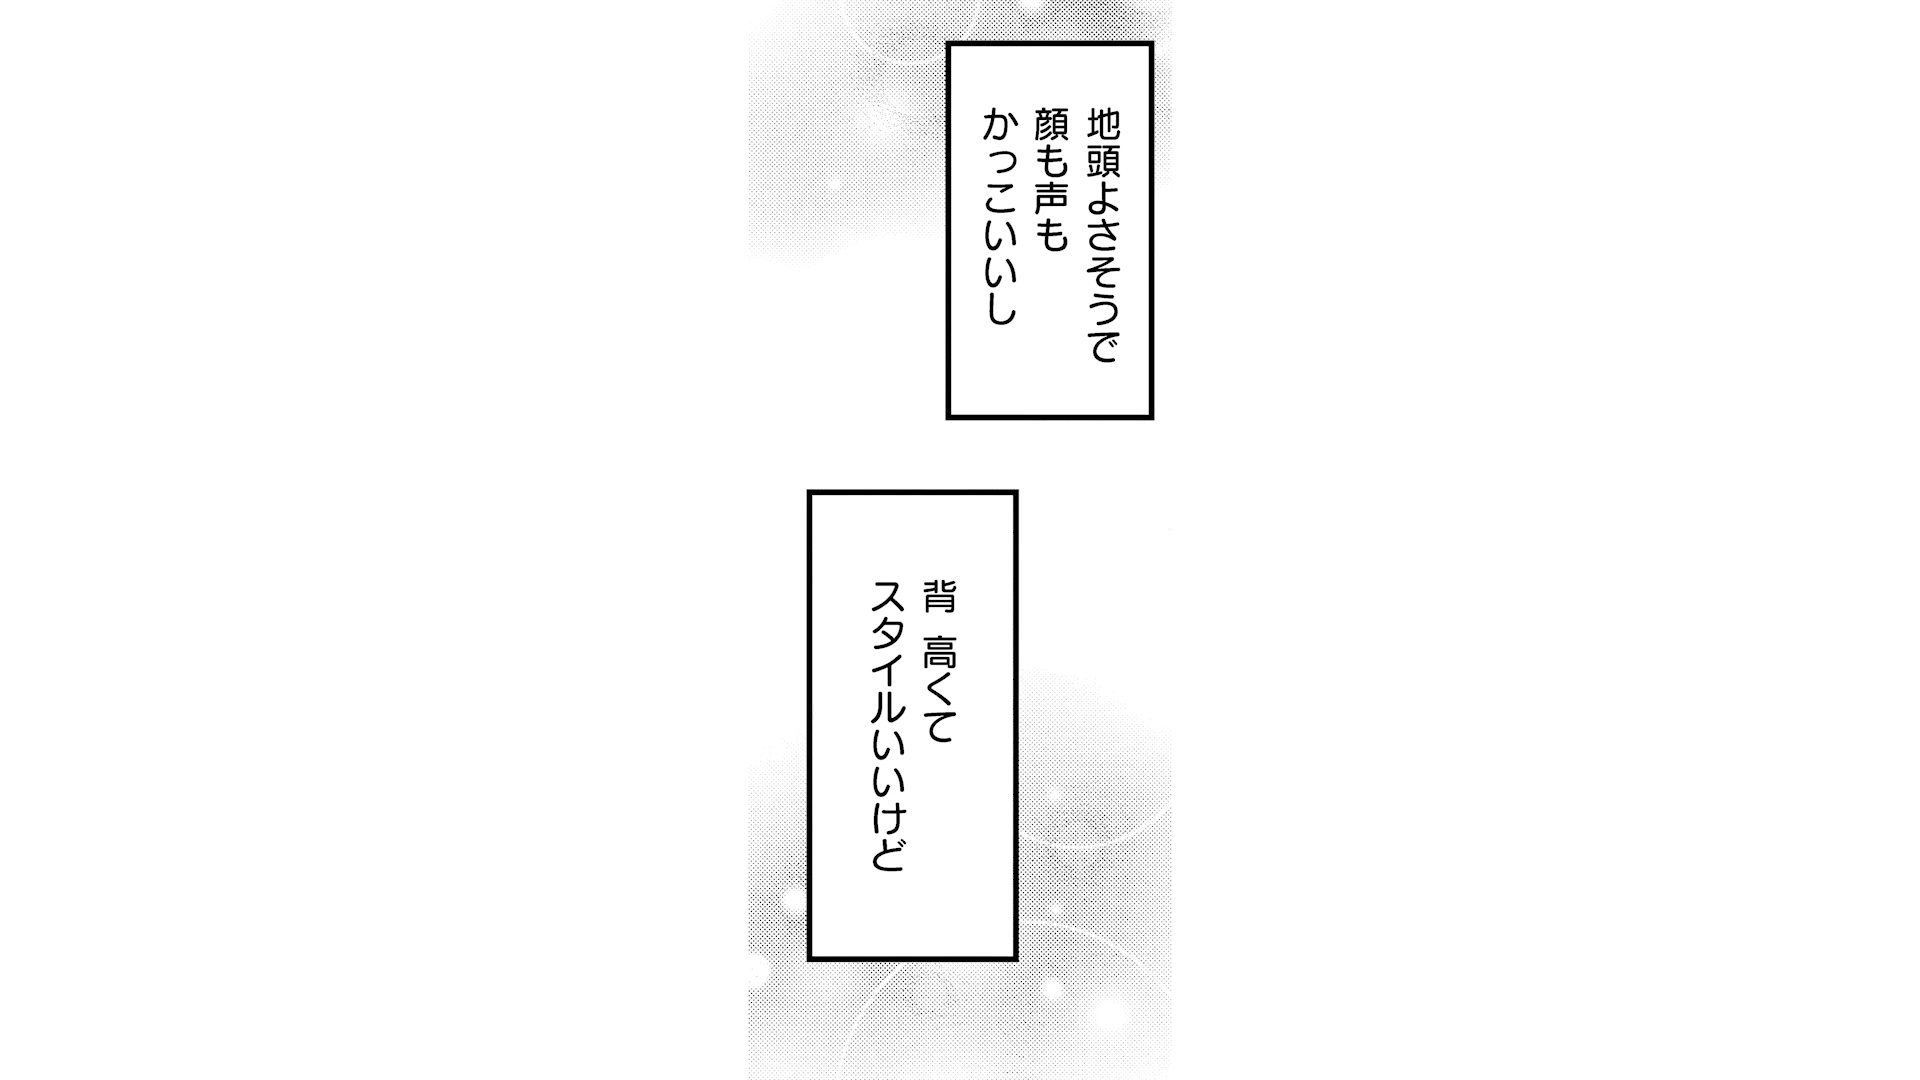 地頭よさそうで
顔も声も
かっこいいし
背 高くて
スタイルいいけど